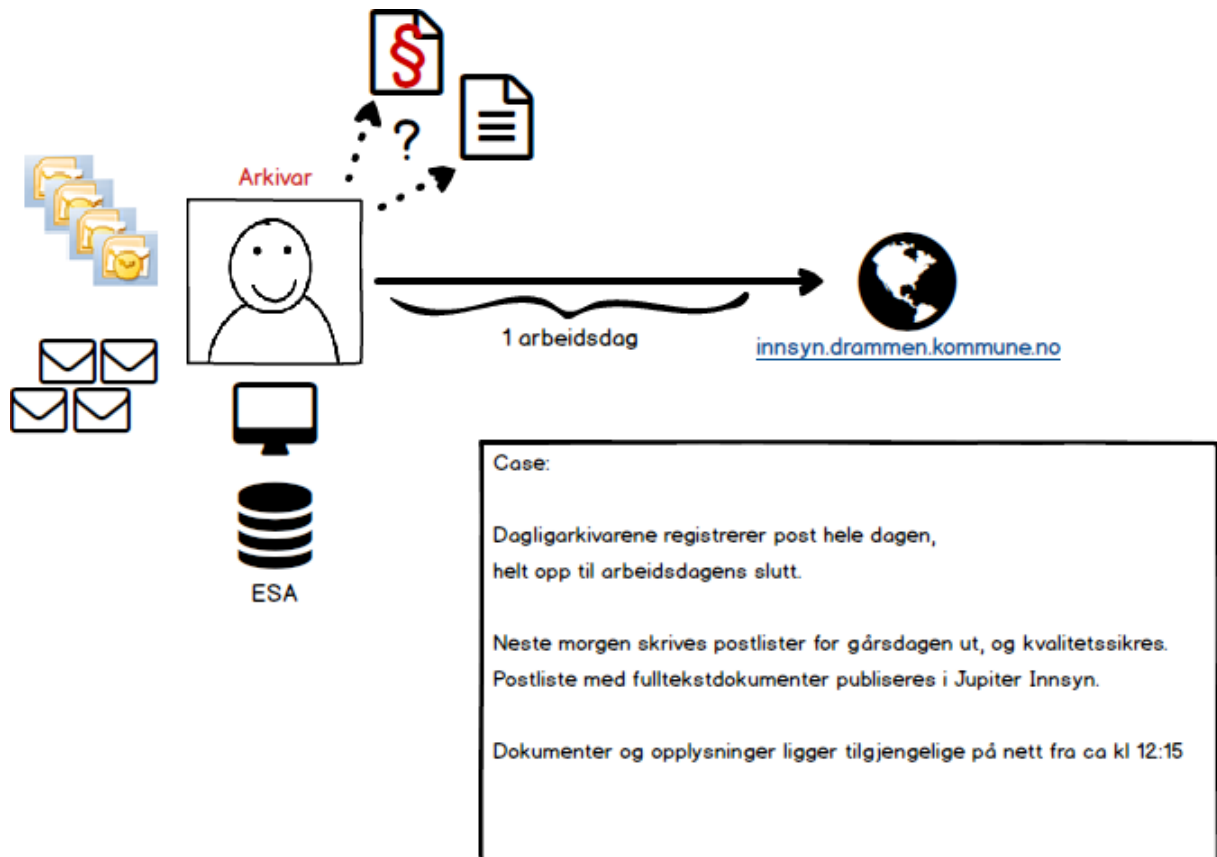 §
?
Arkivar
1 arbeidsdag
innsyn.drammen.kommune.no
ESA
Case:
Dagligarkivarene registrerer post hele dagen,
helt opp til arbeidsdagens slutt.
Neste morgen skrives postlister for gårsdagen ut, og kvalitetssikres.
Postliste med fulltekstdokumenter publiseres i Jupiter Innsyn.
Dokumenter og opplysninger ligger tilgjengelige på nett fra ca kl 12:15